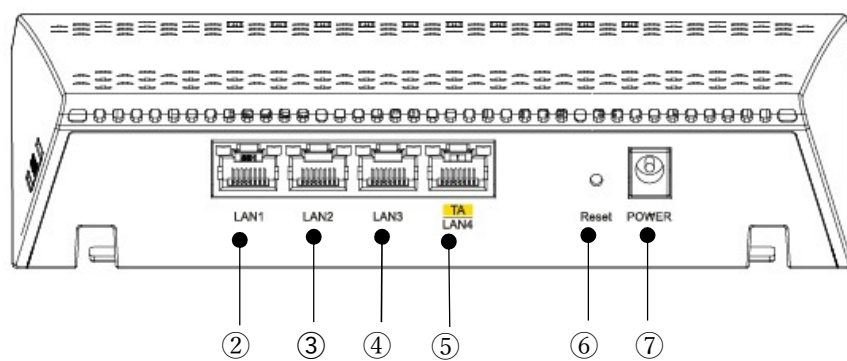 LAN1 LAN2 LAN3 TA Reset POWER
LAN4
② ③ ④ ⑤ ⑥ ⑦